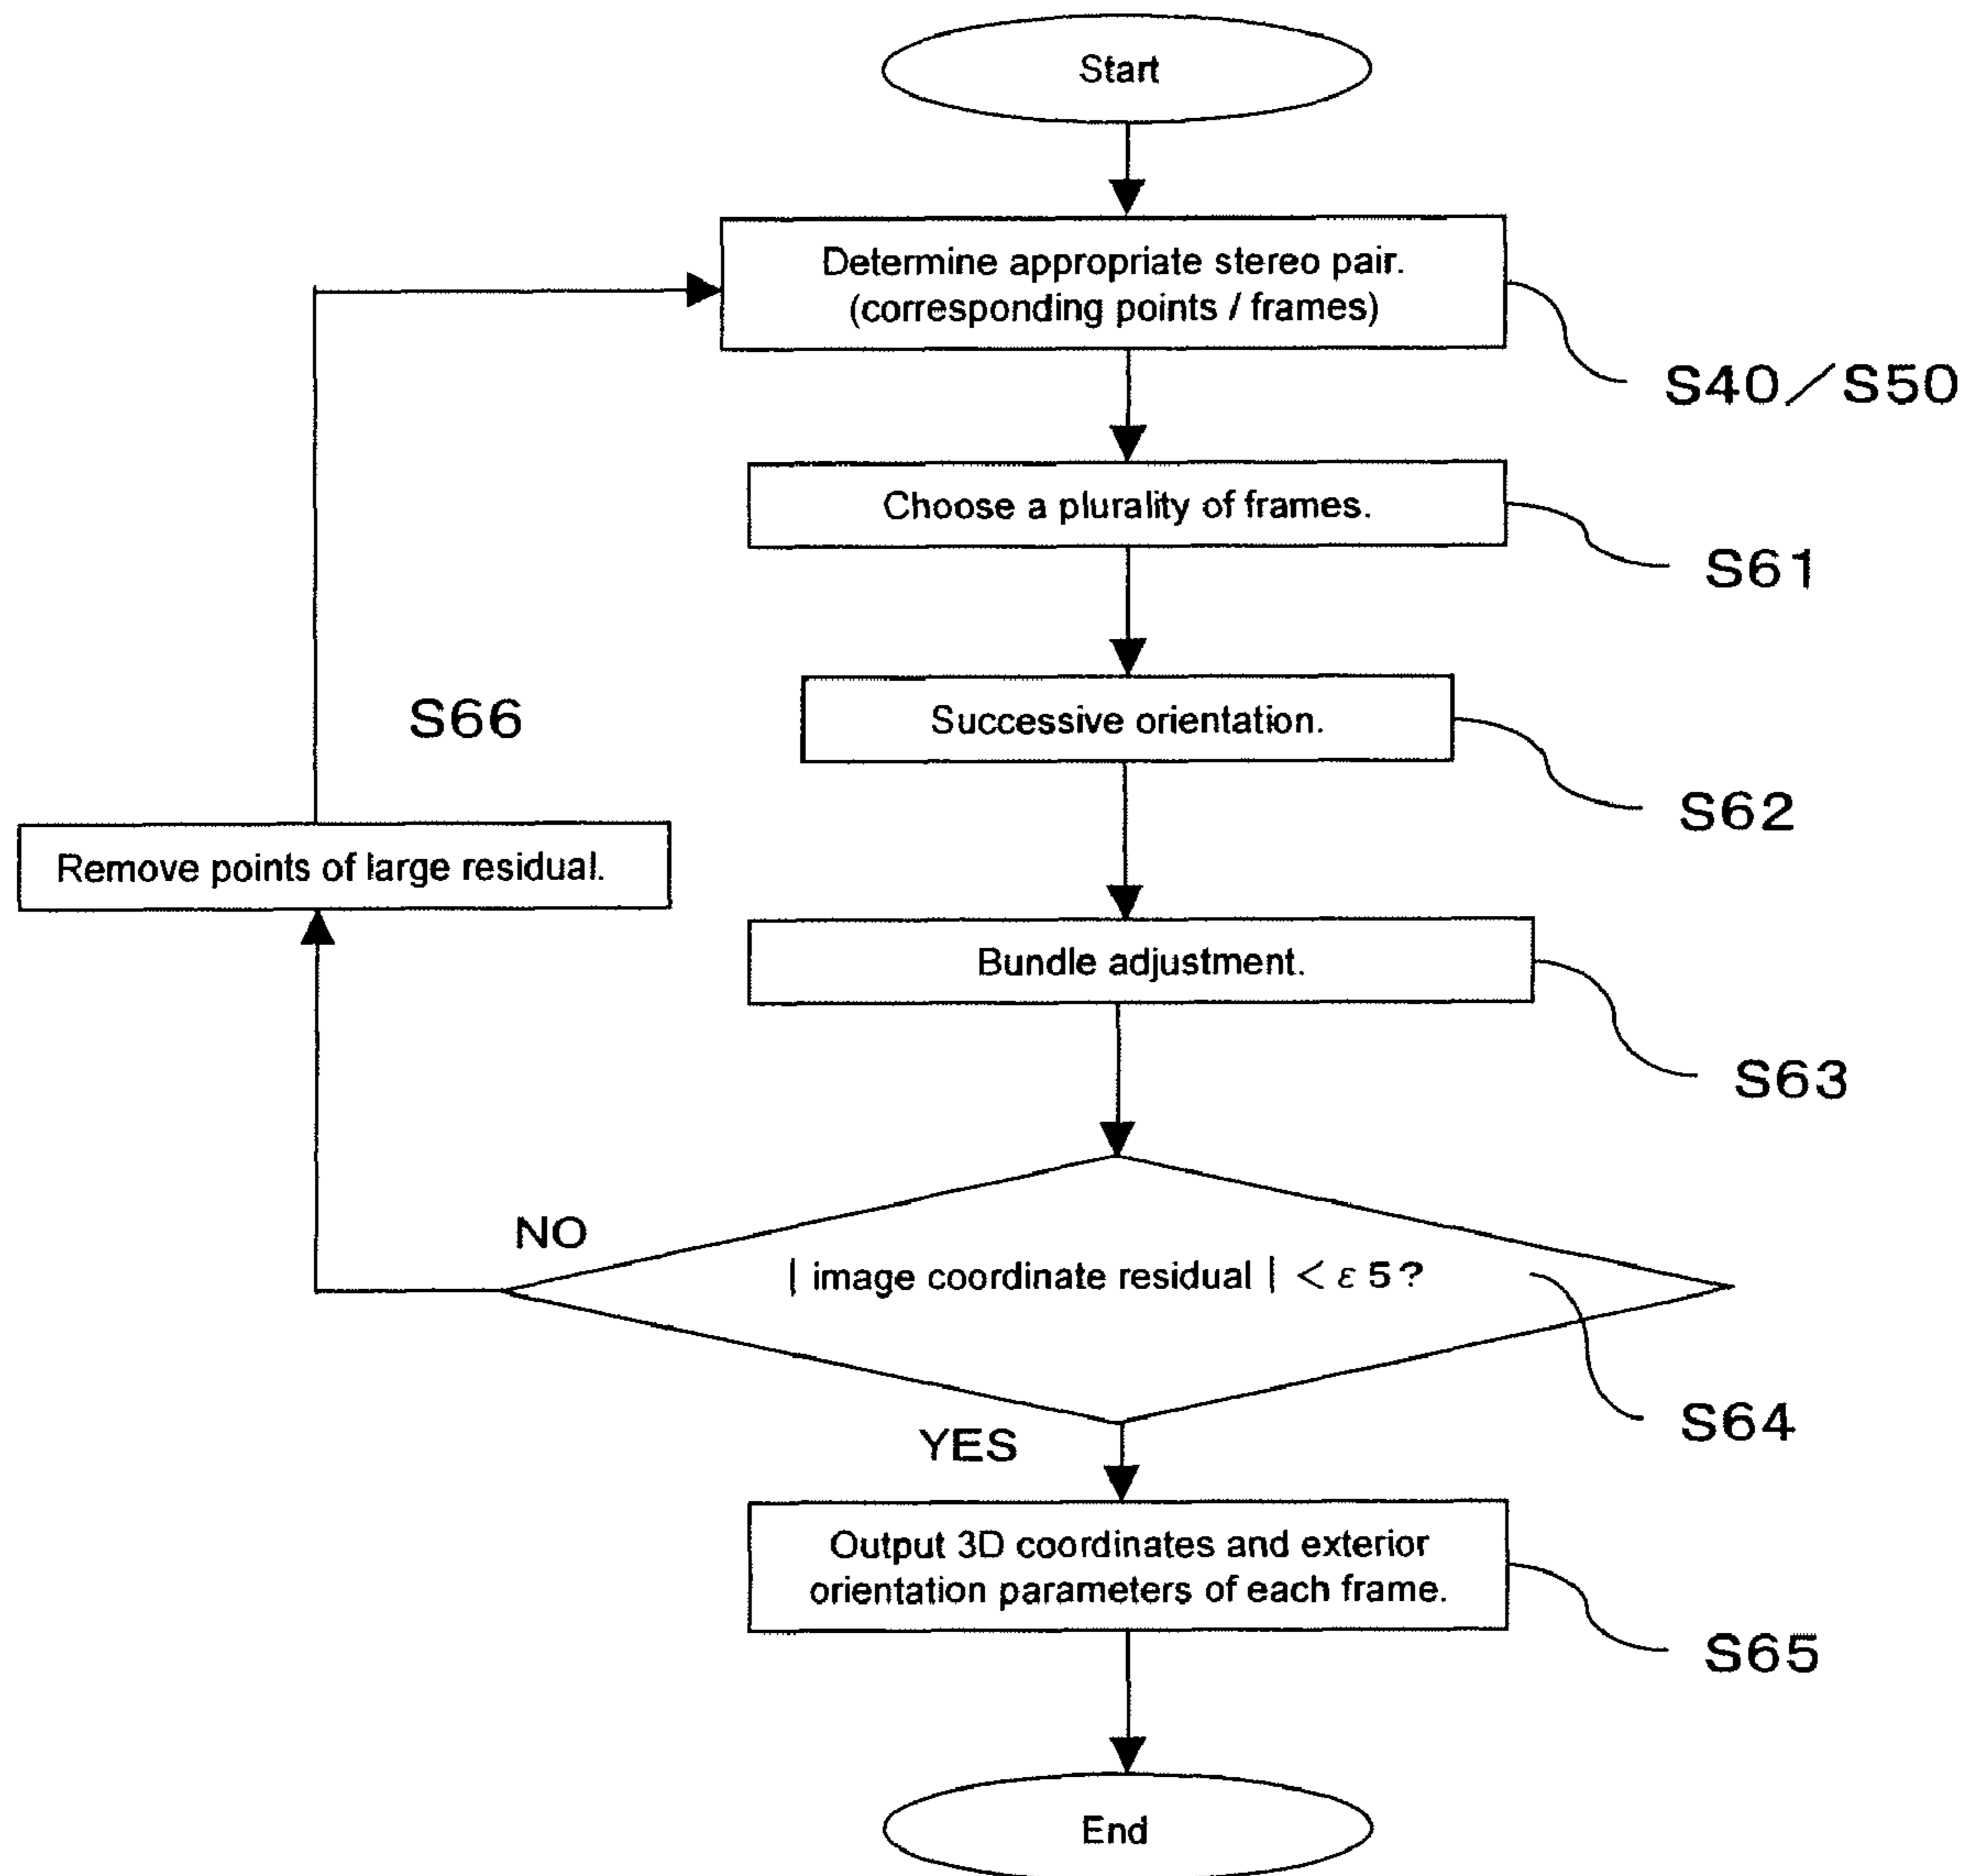 Start
Determine appropriate stereo pair.
(corresponding points / frames)
S40/S50
Choose a plurality of frames.
S61
Successive orientation.
S62
S66
Remove points of large residual.
Bundle adjustment.
S63
NO
| image coordinate residual | < ε 5?
S64
YES
Output 3D coordinates and exterior
orientation parameters of each frame.
S65
End